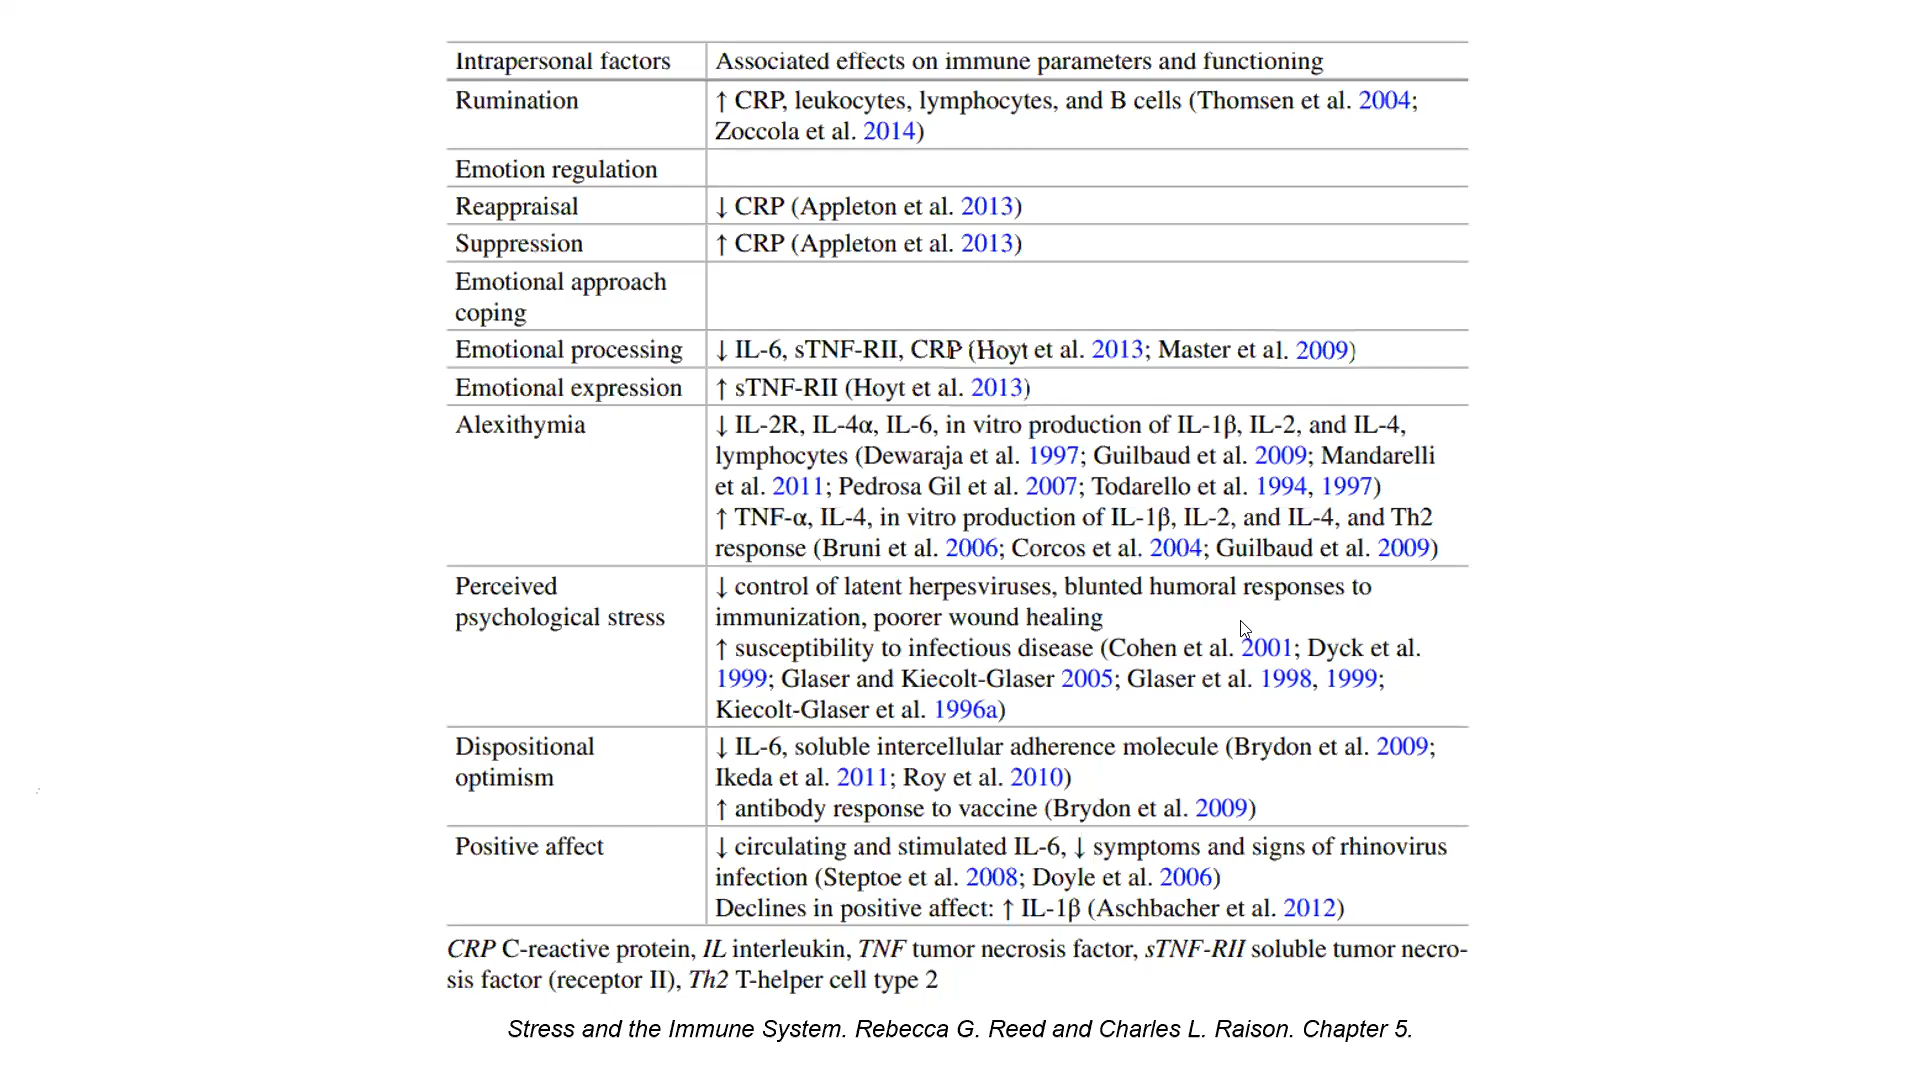 Intrapersonal factors Associated effects on immune parameters and functioning
Rumination ↑ CRP, leukocytes, lymphocytes, and B cells (Thomsen et al. 2004;
Zoccola et al. 2014)
Emotion regulation
Reappraisal ↓ CRP (Appleton et al. 2013)
Suppression ↑ CRP (Appleton et al. 2013)
Emotional approach
coping
Emotional processing ↓ IL-6, sTNF-RII, CRP (Hoyt et al. 2013; Master et al. 2009)
Emotional expression ↑ sTNF-RII (Hoyt et al. 2013)
Alexithymia ↓ IL-2R, IL-4α, IL-6, in vitro production of IL-1β, IL-2, and IL-4,
lymphocytes (Dewaraja et al. 1997; Guilbaud et al. 2009; Mandarelli
et al. 2011; Pedrosa Gil et al. 2007; Todarello et al. 1994, 1997)
↑ TNF-α, IL-4, in vitro production of IL-1β, IL-2, and IL-4, and Th2
response (Bruni et al. 2006; Corcos et al. 2004; Guilbaud et al. 2009)
Perceived ↓ control of latent herpesviruses, blunted humoral responses to
psychological stress immunization, poorer wound healing
↑ susceptibility to infectious disease (Cohen et al. 2001; Dyck et al.
1999; Glaser and Kiecolt-Glaser 2005; Glaser et al. 1998, 1999;
Kiecolt-Glaser et al. 1996a)
Dispositional ↓ IL-6, soluble intercellular adherence molecule (Brydon et al. 2009;
optimism Ikeda et al. 2011; Roy et al. 2010)
↑ antibody response to vaccine (Brydon et al. 2009)
Positive affect ↓ circulating and stimulated IL-6, ↓ symptoms and signs of rhinovirus
infection (Steptoe et al. 2008; Doyle et al. 2006)
Declines in positive affect: ↑ IL-1β (Aschbacher et al. 2012)
CRP C-reactive protein, IL interleukin, TNF tumor necrosis factor, sTNF-RII soluble tumor necro-
sis factor (receptor II), Th2 T-helper cell type 2
Stress and the Immune System. Rebecca G. Reed and Charles L. Raison. Chapter 5.